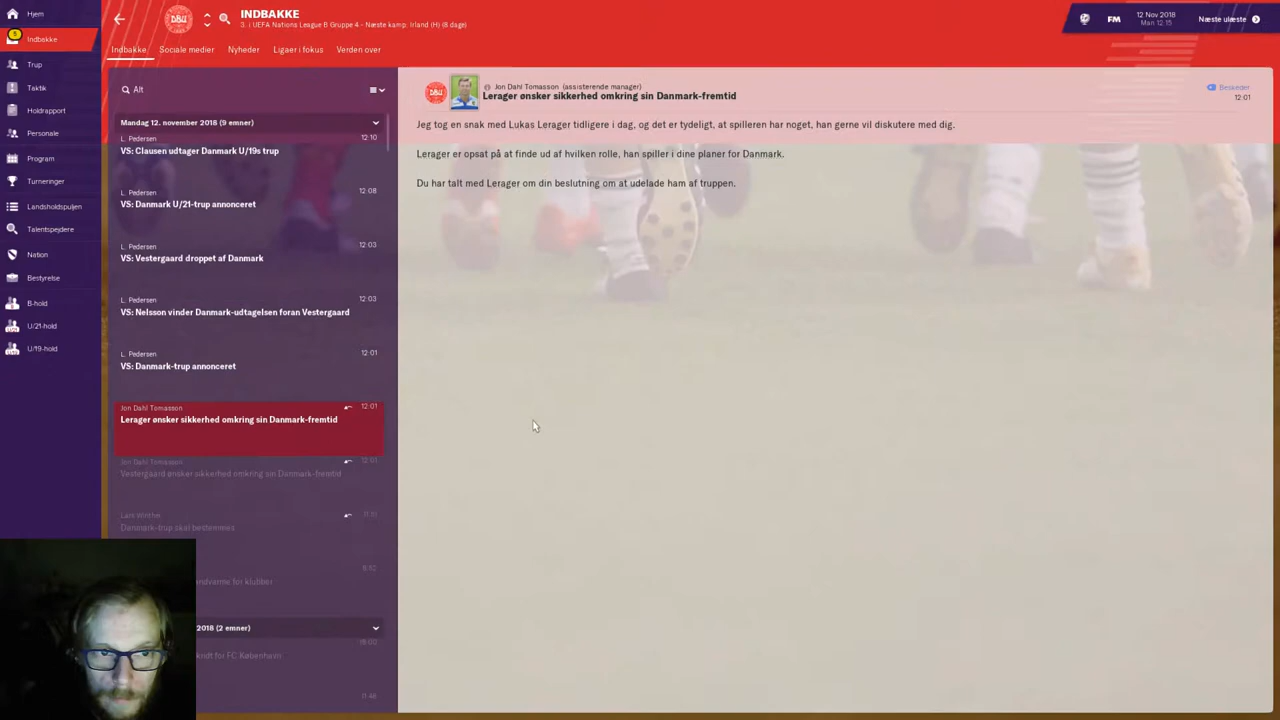 Hjem
5
Indbakke
Trup
Taktik
Holdrapport
Personale
Program
Turneringer
Landsholdspuljen
Talentspejdere
Nation
Bestyrelse
B-hold
U/21-hold
U/19-hold
DBU
INDBAKKE
3. i UEFA Nations League B Gruppe 4 - Næste kamp: Irland (H) (8 dage)
FM
12 Nov 2018
Man 12:15
Næste ulæste
Indbakke
Sociale medier
Nyheder
Ligaer i fokus
Verden over
Alt
Mandag 12. november 2018 (9 emner)
L. Pedersen 12:10
VS: Clausen udtager Danmark U/19s trup
L. Pedersen 12:08
VS: Danmark U/21-trup annonceret
L. Pedersen 12:03
VS: Vestergaard droppet af Danmark
L. Pedersen 12:03
VS: Nelsson vinder Danmark-udtagelsen foran Vestergaard
L. Pedersen 12:01
VS: Danmark-trup annonceret
Jon Dahl Tomasson 12:01
Lerager ønsker sikkerhed omkring sin Danmark-fremtid
Jon Dahl Tomasson 12:01
Vestergaard ønsker sikkerhed omkring sin Danmark-fremtid
Lars Winther
Danmark-trup skal bestemmes
for klubber
2018 (2 emner)
for FC København
11:48
Jon Dahl Tomasson (assisterende manager)
Lerager ønsker sikkerhed omkring sin Danmark-fremtid
Beskeder
12:01
Jeg tog en snak med Lukas Lerager tidligere i dag, og det er tydeligt, at spilleren har noget, han gerne vil diskutere med dig.
Lerager er opsat på at finde ud af hvilken rolle, han spiller i dine planer for Danmark.
Du har talt med Lerager om din beslutning om at udelade ham af truppen.